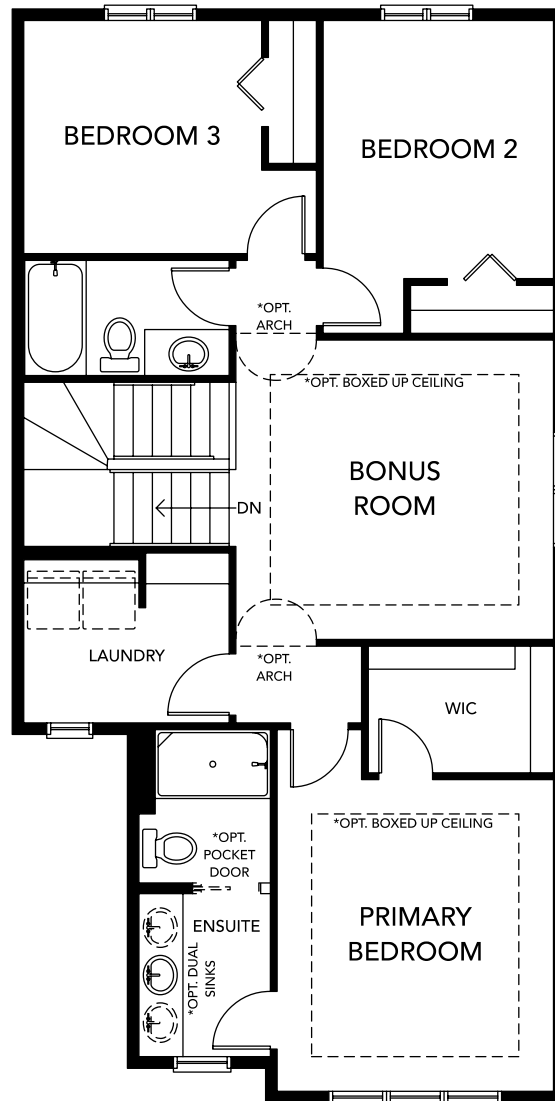 BEDROOM 3
BEDROOM 2
*OPT.
ARCH
*OPT. BOXED UP CEILING
BONUS
ROOM
DN
LAUNDRY
*OPT.
ARCH
WIC
*OPT. BOXED UP CEILING
*OPT.
POCKET
DOOR
ENSUITE
*OPT. DUAL
SINKS
PRIMARY
BEDROOM